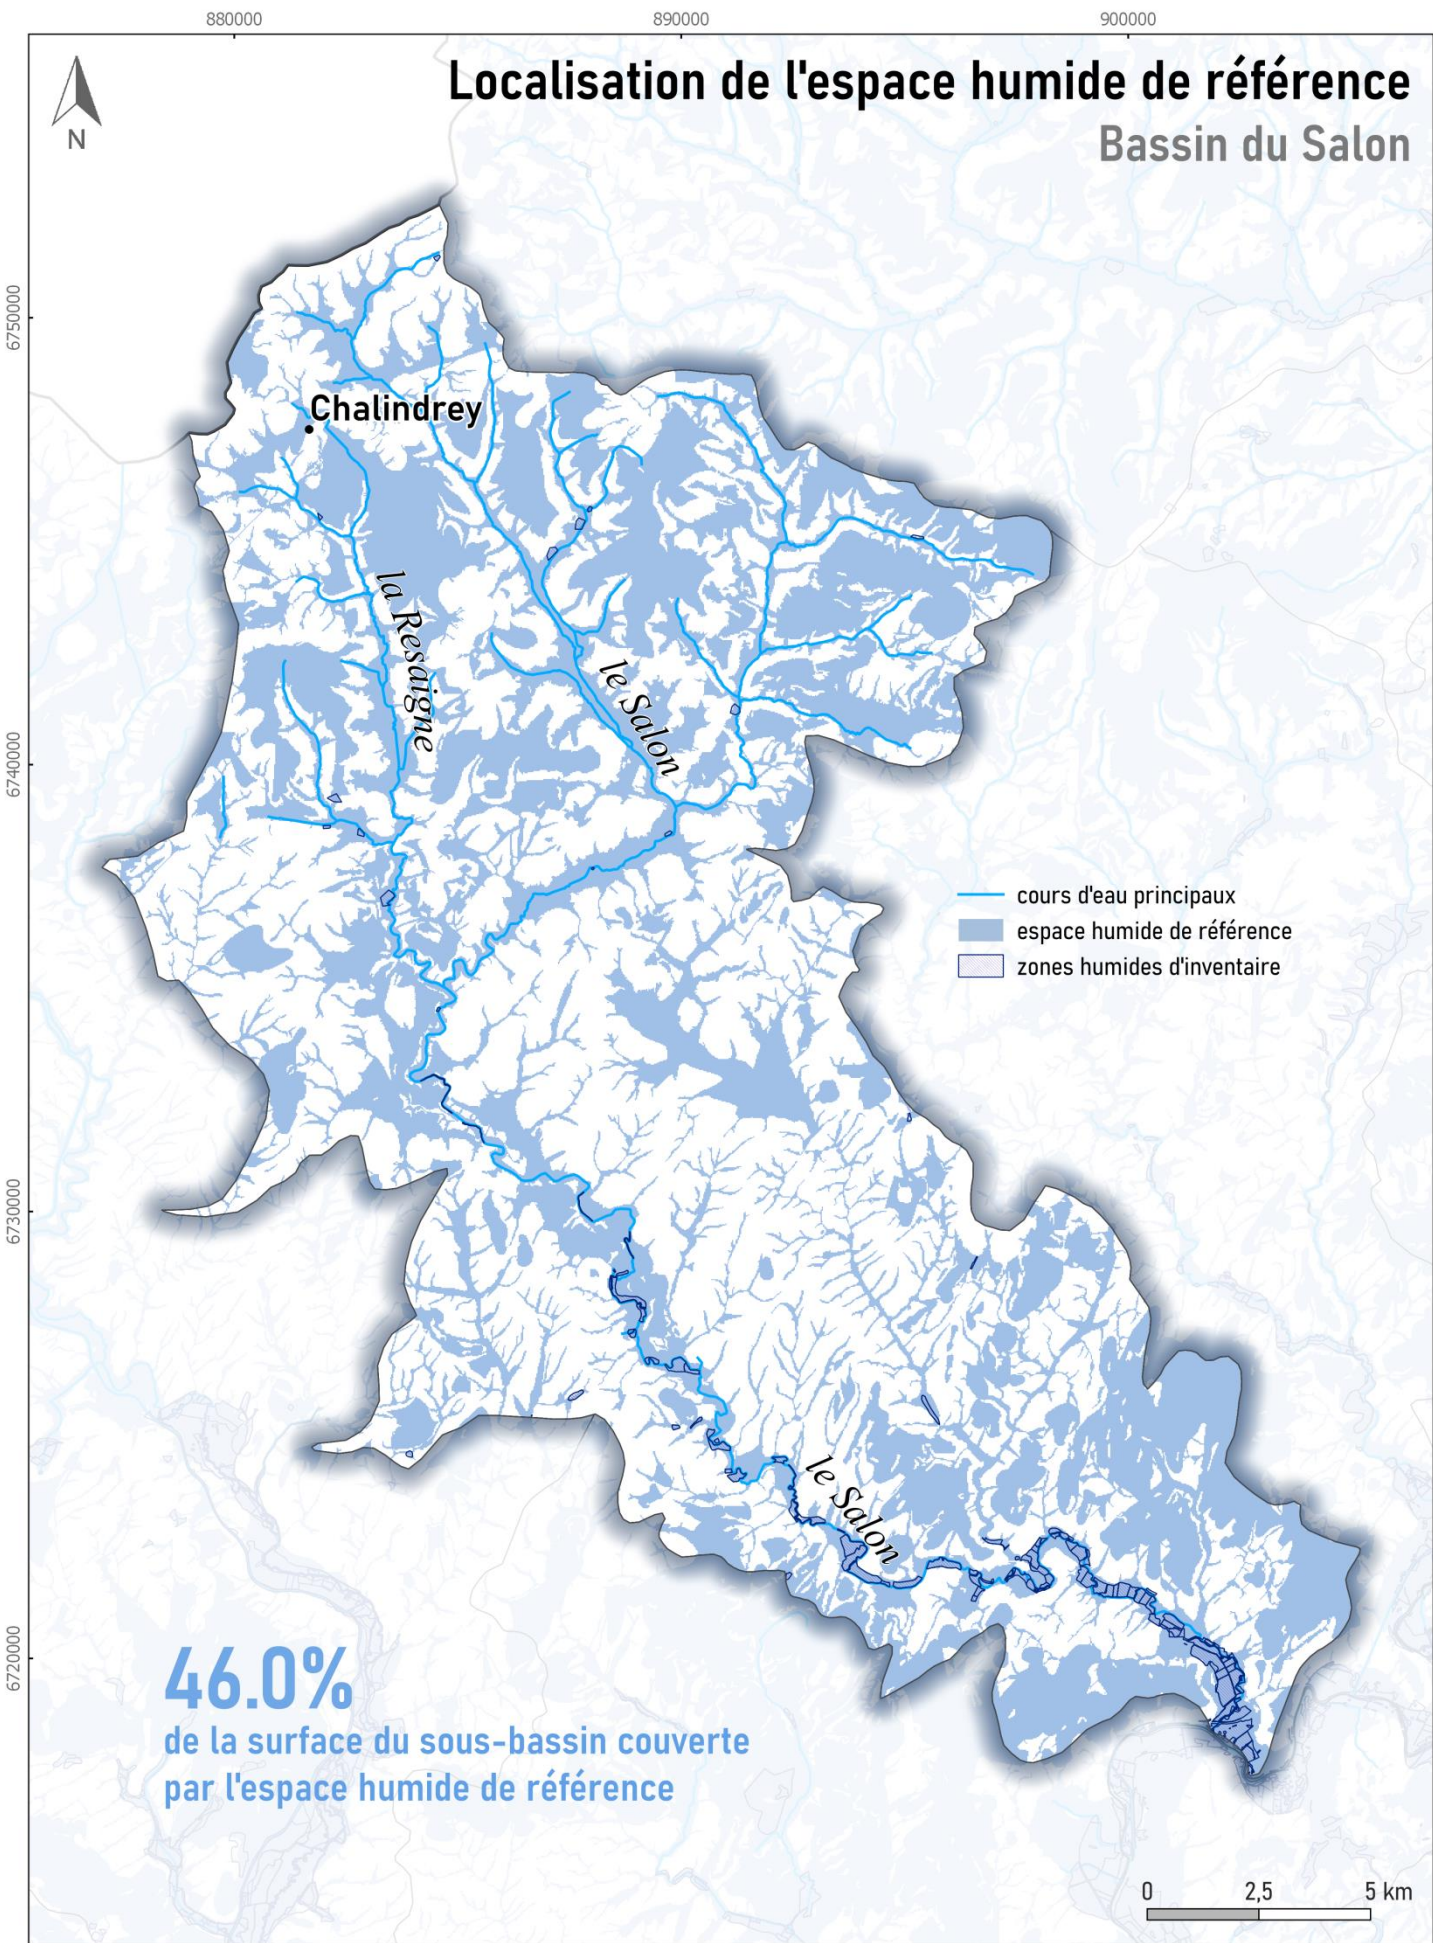 880000
890000
900000
Localisation de l'espace humide de référence
Bassin du Salon
N
6750000
Chalindrey
la Resaigne
le Salon
6740000
cours d'eau principaux
espace humide de référence
zones humides d'inventaire
6730000
le Salon
6720000
46.0%
de la surface du sous-bassin couverte
par l'espace humide de référence
0 2,5 5 km